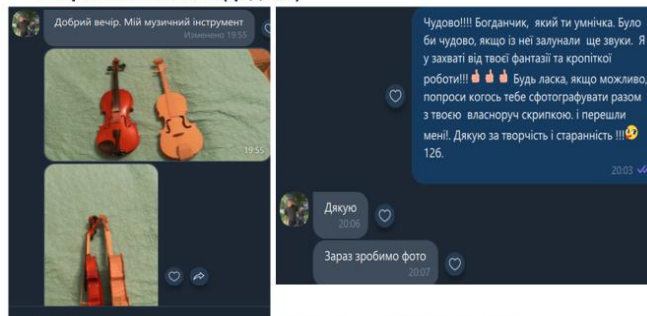 Добрий вечір. Мій музичний інструмент
Изменено 19:55
19:55
Чудово!!!! Богданчик, який ти умнічка. Було
би чудово, якщо із неї залунали ще звуки. Я
у захваті від твоєї фантазії та кропіткої
роботи!!! Будь ласка, якщо можливо,
попроси когось тебе сфотографувати разом
з твоєю власноруч скрипкою. і перешли
мені!. Дякую за творчість і старанність !!!
12б.
20:03
Дякую
20:06
Зараз зробимо фото
20:07